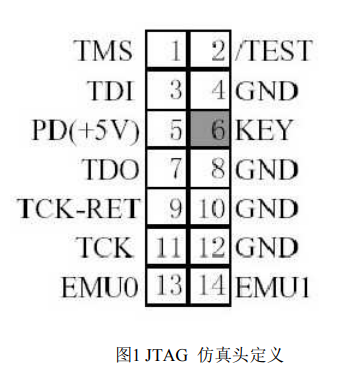 TMS 1 2 /TEST
TDI 3 4 GND
PD(+5V) 5 6 KEY
TDO 7 8 GND
TCK-RET 9 10 GND
TCK 11 12 GND
EMU0 13 14 EMU1
图1 JTAG 仿真头定义